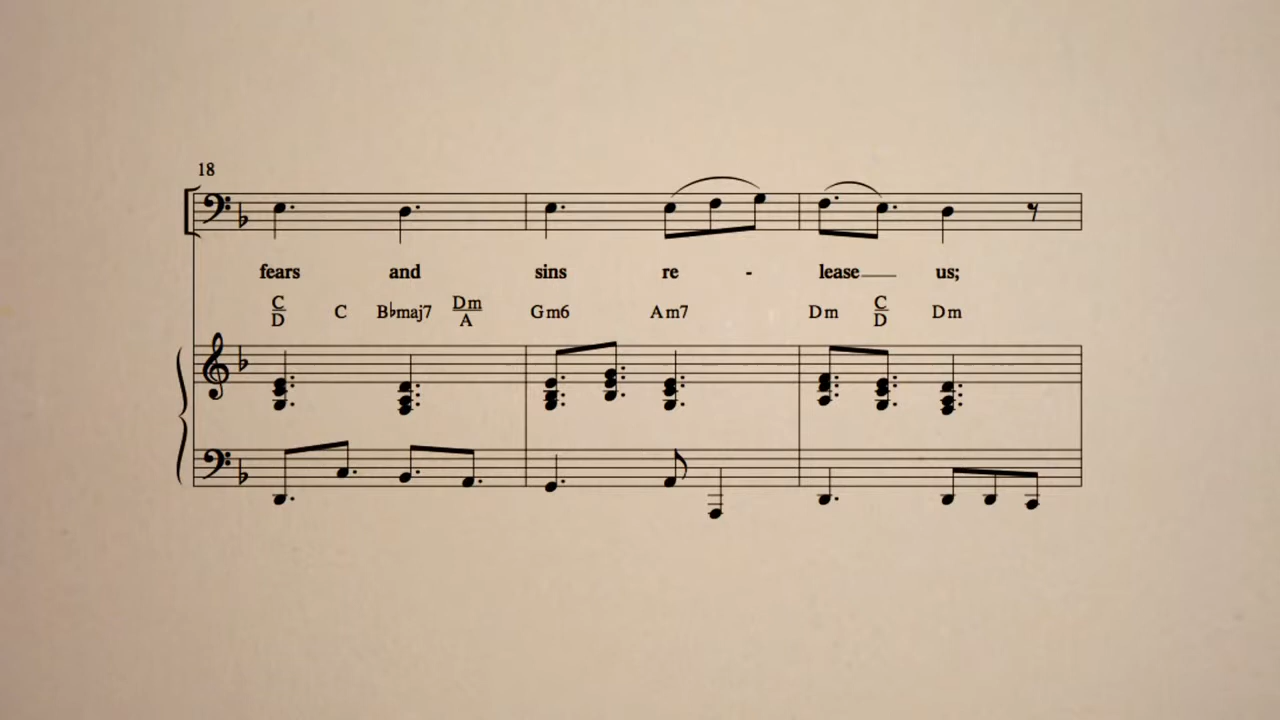 18
fears and sins re - lease us;
C/D C B♭maj7 Dm/A Gm6 Am7 Dm C/D Dm